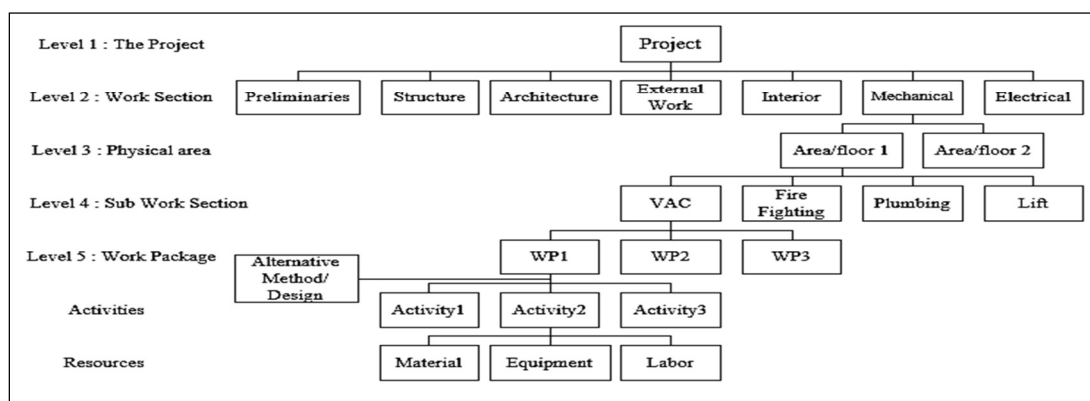 Level 1 : The Project
Project
Level 2 : Work Section
Preliminaries
Structure
Architecture
External
Work
Interior
Mechanical
Electrical
Level 3 : Physical area
Area/floor 1
Area/floor 2
Level 4 : Sub Work Section
VAC
Fire
Fighting
Plumbing
Lift
Level 5 : Work Package
WP1
WP2
WP3
Alternative
Method/
Design
Activities
Activity1
Activity2
Activity3
Resources
Material
Equipment
Labor